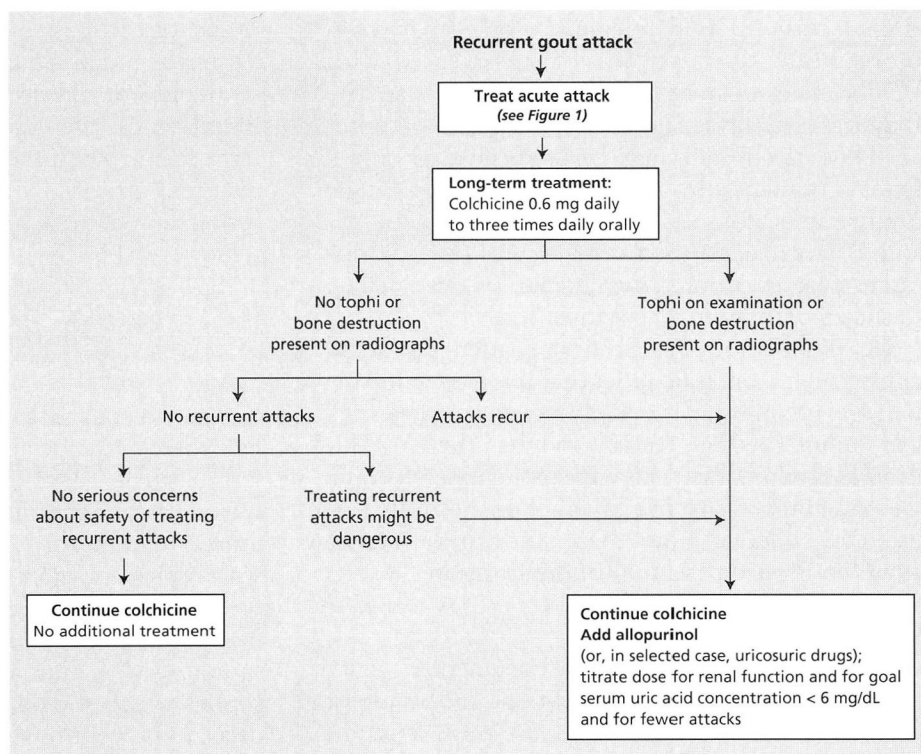 Recurrent gout attack
Treat acute attack
(see Figure 1)
Long-term treatment:
Colchicine 0.6 mg daily
to three times daily orally
No tophi or
bone destruction
present on radiographs
Tophi on examination or
bone destruction
present on radiographs
No recurrent attacks
Attacks recur
No serious concerns
about safety of treating
recurrent attacks
Treating recurrent
attacks might be
dangerous
Continue colchicine
No additional treatment
Continue colchicine
Add allopurinol
(or, in selected case, uricosuric drugs);
titrate dose for renal function and for goal
serum uric acid concentration < 6 mg/dL
and for fewer attacks